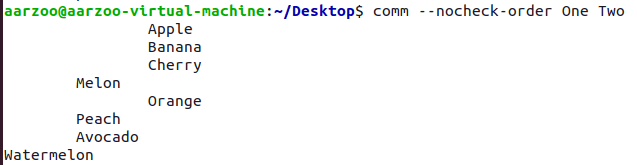 aarzoo@aarzoo-virtual-machine:~/Desktop$ comm --nocheck-order One Two
Apple
Banana
Cherry
Melon
Orange
Peach
Avocado
Watermelon